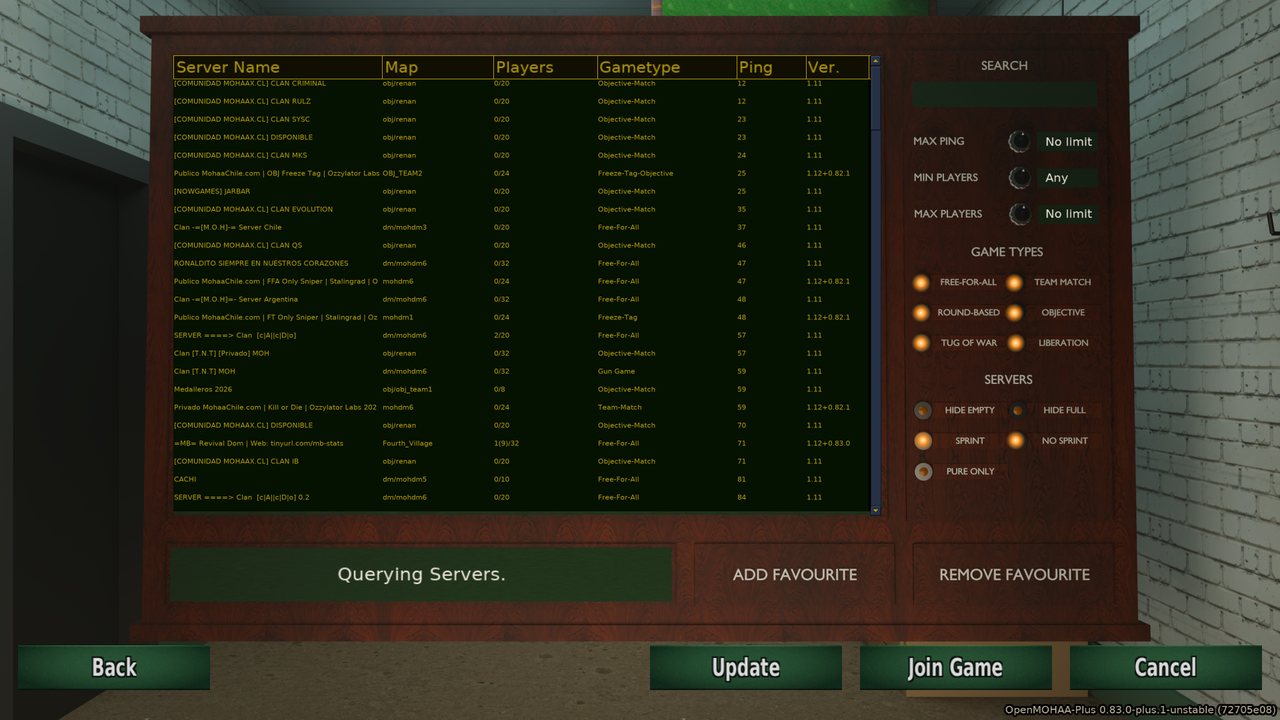 Server Name Map Players Gametype Ping Ver.
[COMUNIDAD MOHAAX.CL] CLAN CRIMINAL obj/renan 0/20 Objective-Match 12 1.11
[COMUNIDAD MOHAAX.CL] CLAN RULZ obj/renan 0/20 Objective-Match 12 1.11
[COMUNIDAD MOHAAX.CL] CLAN SYSC obj/renan 0/20 Objective-Match 23 1.11
[COMUNIDAD MOHAAX.CL] DISPONIBLE obj/renan 0/20 Objective-Match 23 1.11
[COMUNIDAD MOHAAX.CL] CLAN MKS obj/renan 0/20 Objective-Match 24 1.11
Publico MohaaChile.com | OBJ Freeze Tag | Ozzylator Labs OBJ_TEAM2 0/24 Freeze-Tag-Objective 25 1.12+0.82.1
[NOWGAMES] JARBAR obj/renan 0/20 Objective-Match 25 1.11
[COMUNIDAD MOHAAX.CL] CLAN EVOLUTION obj/renan 0/20 Objective-Match 35 1.11
Clan -=[M.O.H]-= Server Chile dm/mohdm3 0/20 Free-For-All 37 1.11
[COMUNIDAD MOHAAX.CL] CLAN QS obj/renan 0/20 Objective-Match 46 1.11
RONALDITO SIEMPRE EN NUESTROS CORAZONES dm/mohdm6 0/32 Free-For-All 47 1.11
Publico MohaaChile.com | FFA Only Sniper | Stalingrad | O mohdm6 0/24 Free-For-All 47 1.12+0.82.1
Clan -=[M.O.H]=- Server Argentina dm/mohdm6 0/32 Free-For-All 48 1.11
Publico MohaaChile.com | FT Only Sniper | Stalingrad | Oz mohdm1 0/24 Freeze-Tag 48 1.12+0.82.1
SERVER ====> Clan [c|A||c|D|o] dm/mohdm6 2/20 Free-For-All 57 1.11
Clan [T.N.T] [Privado] MOH obj/renan 0/32 Objective-Match 57 1.11
Clan [T.N.T] MOH dm/mohdm6 0/32 Gun Game 59 1.11
Medalleros 2026 obj/obj_team1 0/8 Objective-Match 59 1.11
Privado MohaaChile.com | Kill or Die | Ozzylator Labs 202 mohdm6 0/24 Team-Match 59 1.12+0.82.1
[COMUNIDAD MOHAAX.CL] DISPONIBLE obj/renan 0/20 Objective-Match 70 1.11
=MB= Revival Dom | Web: tinyurl.com/mb-stats Fourth_Village 1(9)/32 Free-For-All 71 1.12+0.83.0
[COMUNIDAD MOHAAX.CL] CLAN IB obj/renan 0/20 Objective-Match 71 1.11
CACHI dm/mohdm5 0/10 Free-For-All 81 1.11
SERVER ====> Clan [c|A||c|D|o] 0.2 dm/mohdm6 0/20 Free-For-All 84 1.11
SEARCH
MAX PING No limit
MIN PLAYERS Any
MAX PLAYERS No limit
GAME TYPES
FREE-FOR-ALL TEAM MATCH
ROUND-BASED OBJECTIVE
TUG OF WAR LIBERATION
SERVERS
HIDE EMPTY HIDE FULL
SPRINT NO SPRINT
PURE ONLY
Querying Servers. ADD FAVOURITE REMOVE FAVOURITE
Back Update Join Game Cancel
OpenMOHAA-Plus 0.83.0-plus.1-unstable (72705e08)